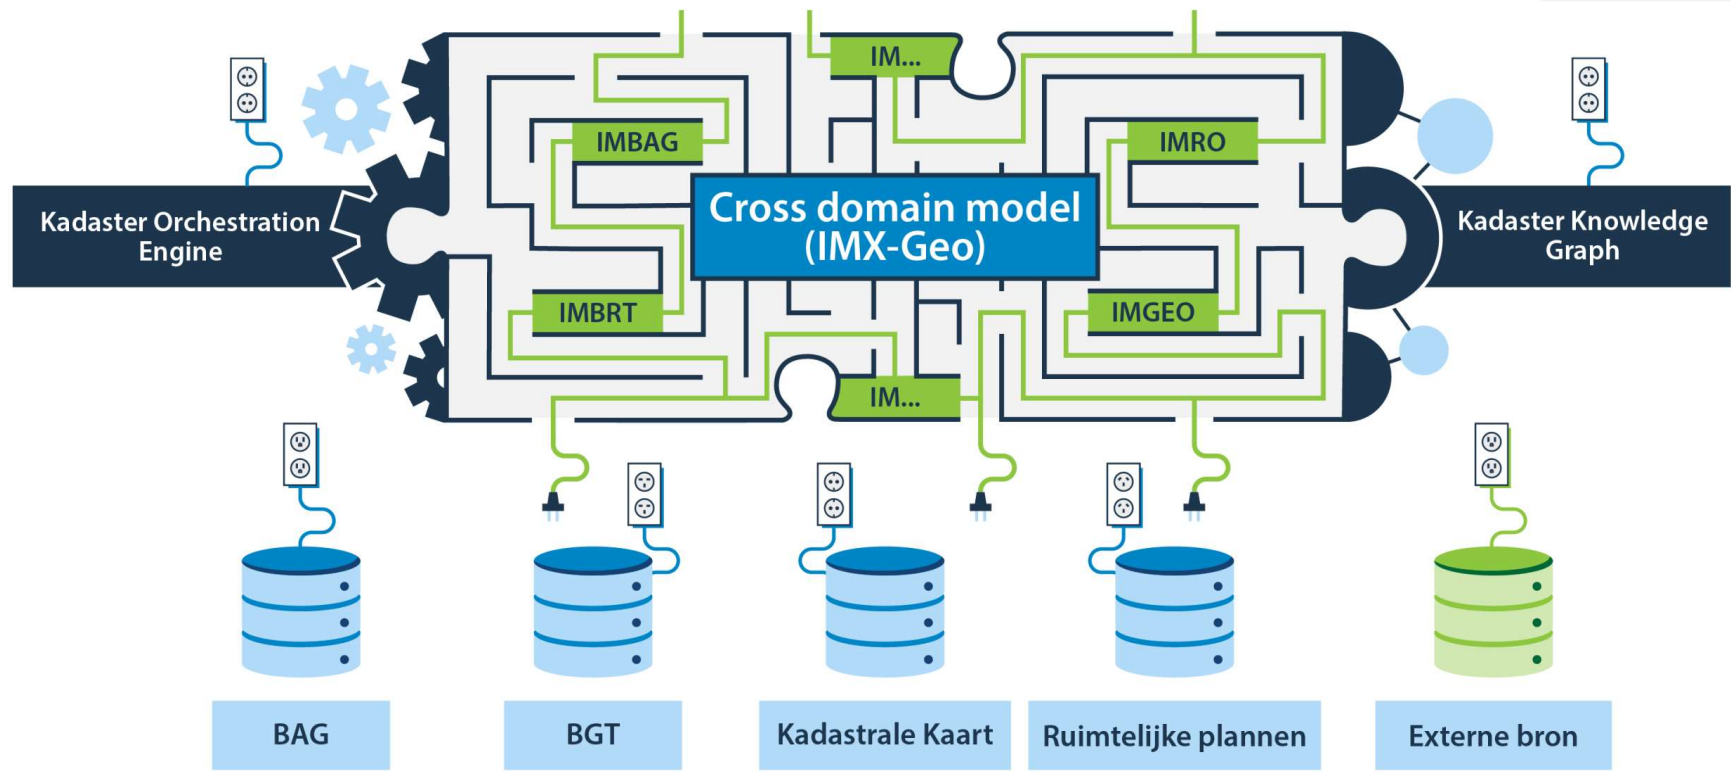 IM...
IMBAG
IMRO
Cross domain model
(IMX-Geo)
Kadaster Orchestration
Engine
Kadaster Knowledge
Graph
IMBRT
IMGEO
IM...
BAG
BGT
Kadastrale Kaart
Ruimtelijke plannen
Externe bron